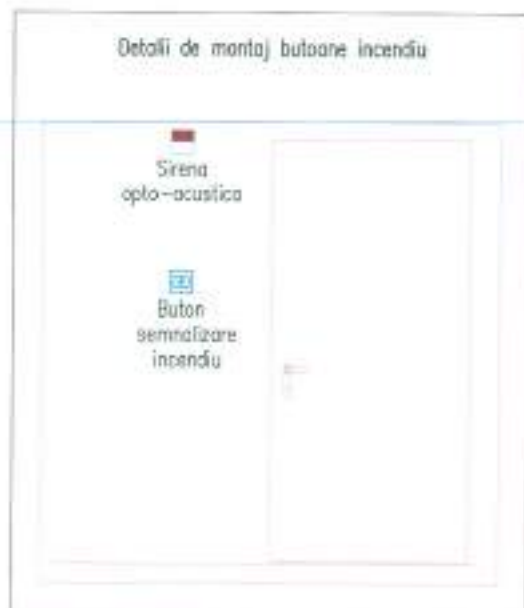 Detalii de montaj butoane incendiu
Sirena
opto-acustica
Buton
semnalizare
incendiu